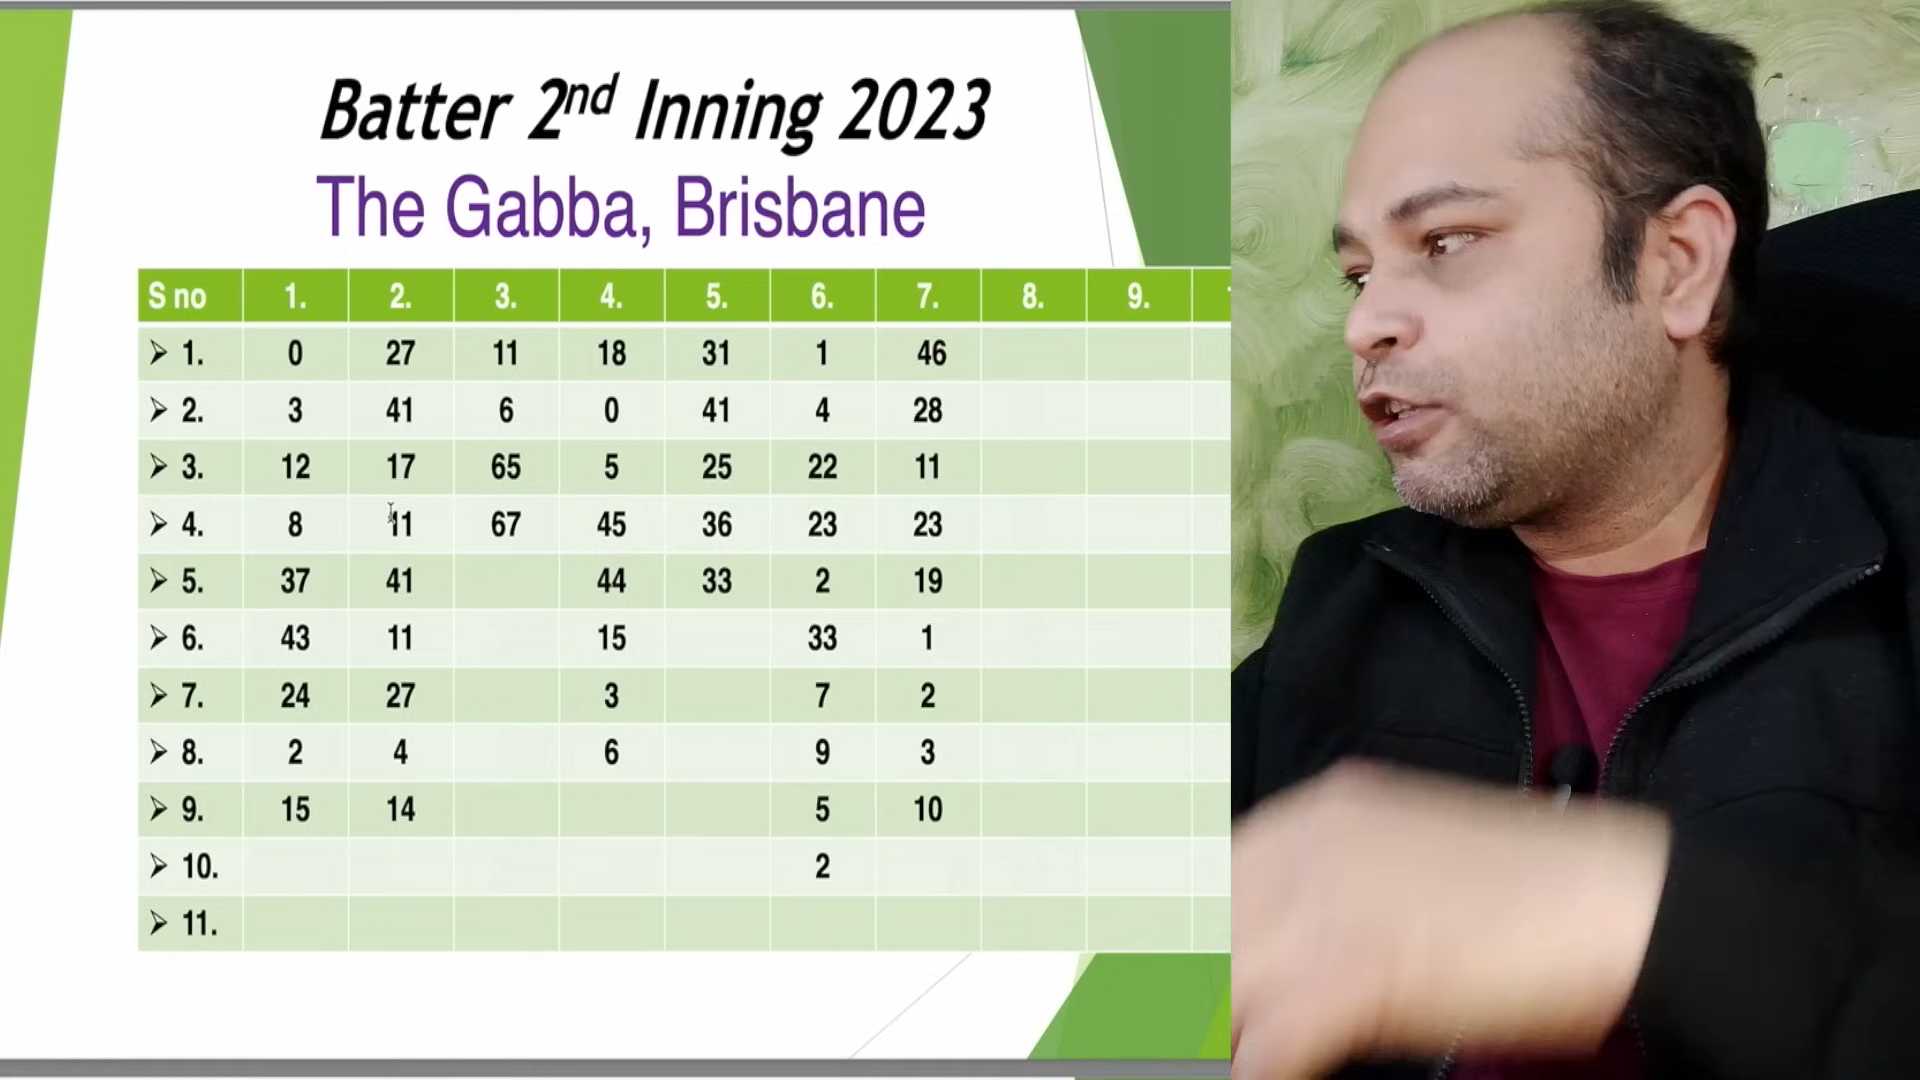 Batter 2nd Inning 2023
The Gabba, Brisbane
S no 1. 2. 3. 4. 5. 6. 7. 8. 9.
➢ 1. 0 27 11 18 31 1 46
➢ 2. 3 41 6 0 41 4 28
➢ 3. 12 17 65 5 25 22 11
➢ 4. 8 11 67 45 36 23 23
➢ 5. 37 41 44 33 2 19
➢ 6. 43 11 15 33 1
➢ 7. 24 27 3 7 2
➢ 8. 2 4 6 9 3
➢ 9. 15 14 5 10
➢ 10. 2
➢ 11.